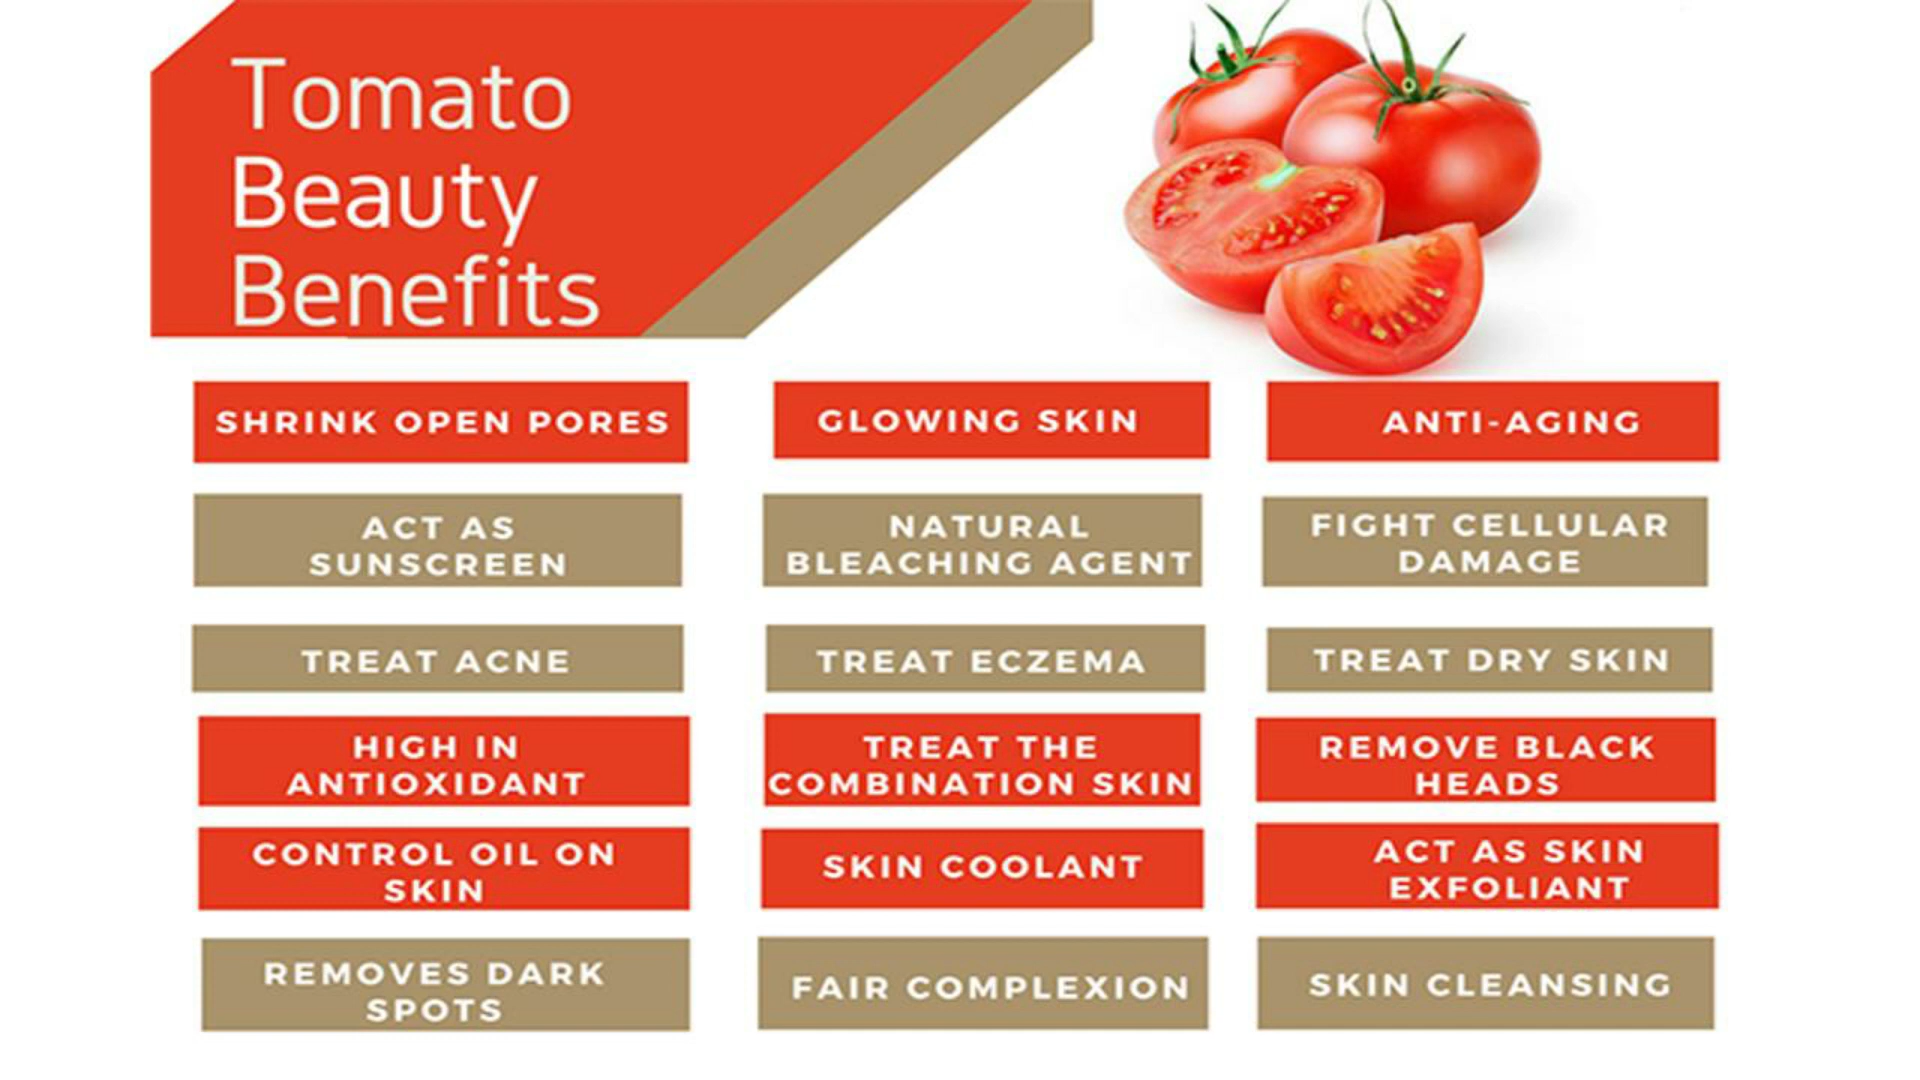 Tomato
Beauty
Benefits
SHRINK OPEN PORES
GLOWING SKIN
ANTI-AGING
ACT AS
SUNSCREEN
NATURAL
BLEACHING AGENT
FIGHT CELLULAR
DAMAGE
TREAT ACNE
TREAT ECZEMA
TREAT DRY SKIN
HIGH IN
ANTIOXIDANT
TREAT THE
COMBINATION SKIN
REMOVE BLACK
HEADS
CONTROL OIL ON
SKIN
SKIN COOLANT
ACT AS SKIN
EXFOLIANT
REMOVES DARK
SPOTS
FAIR COMPLEXION
SKIN CLEANSING